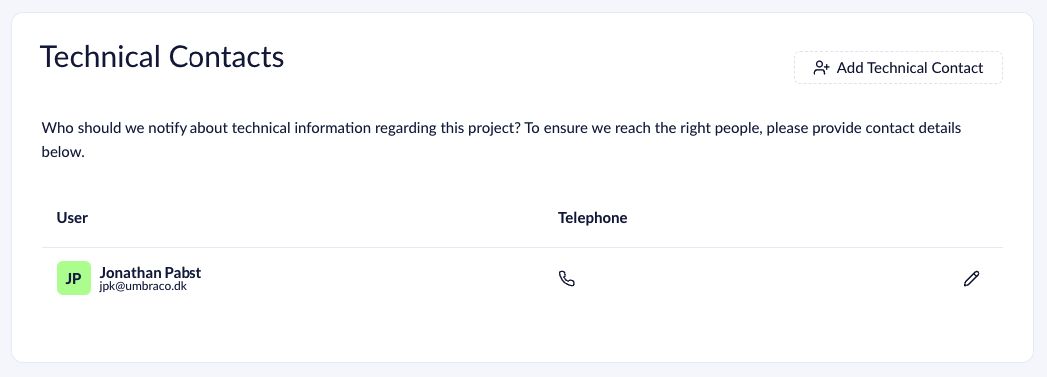 Technical Contacts
Add Technical Contact
Who should we notify about technical information regarding this project? To ensure we reach the right people, please provide contact details
below.
User
Telephone
JP
Jonathan Pabst
jpk@umbraco.dk